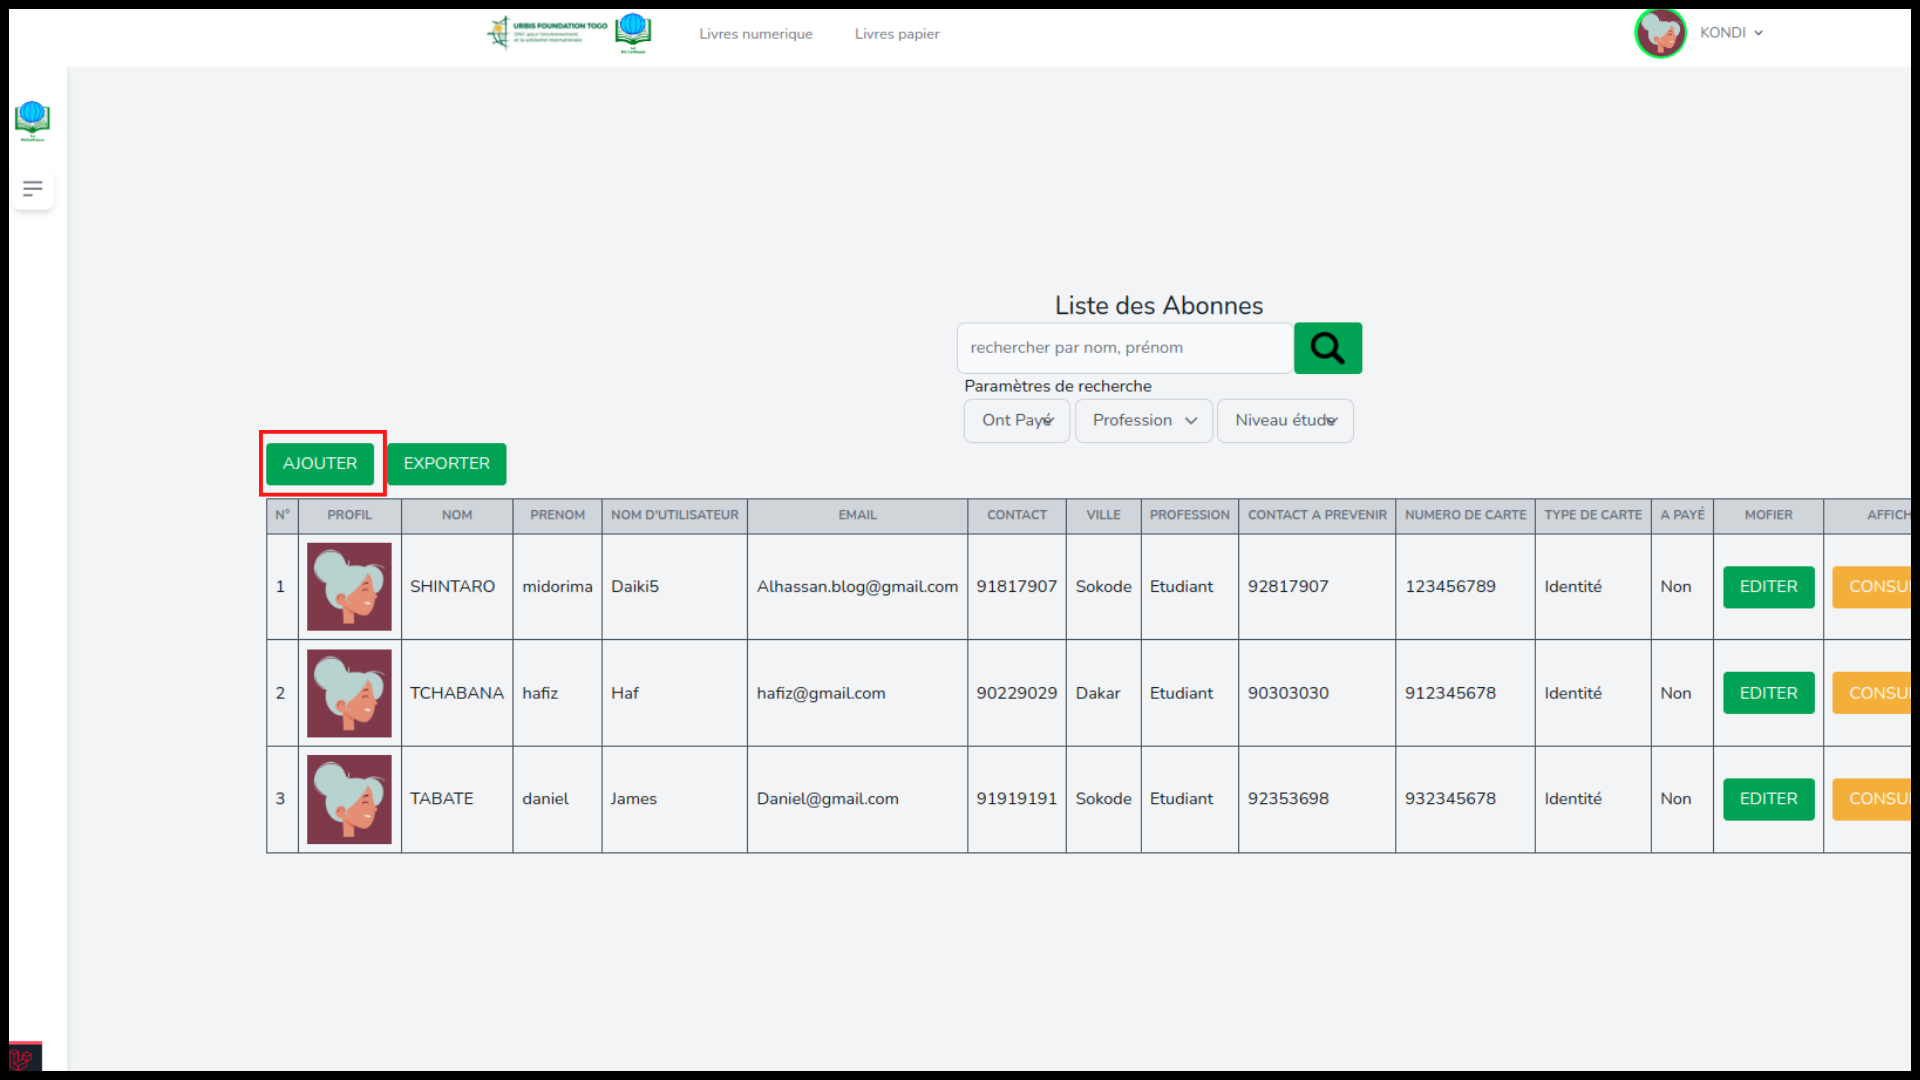 URBIS FOUNDATION TOGO
Livres numerique
Livres papier
KONDI
Liste des Abonnes
rechercher par nom, prénom
Paramètres de recherche
Ont Payé
Profession
Niveau étude
AJOUTER
EXPORTER
N° PROFIL NOM PRENOM NOM D'UTILISATEUR EMAIL CONTACT VILLE PROFESSION CONTACT A PREVENIR NUMERO DE CARTE TYPE DE CARTE A PAYÉ MOFIER AFFICH
1 SHINTARO midorima Daiki5 Alhassan.blog@gmail.com 91817907 Sokode Etudiant 92817907 123456789 Identité Non EDITER CONSU
2 TCHABANA hafiz Haf hafiz@gmail.com 90229029 Dakar Etudiant 90303030 912345678 Identité Non EDITER CONSU
3 TABATE daniel James Daniel@gmail.com 91919191 Sokode Etudiant 92353698 932345678 Identité Non EDITER CONSU